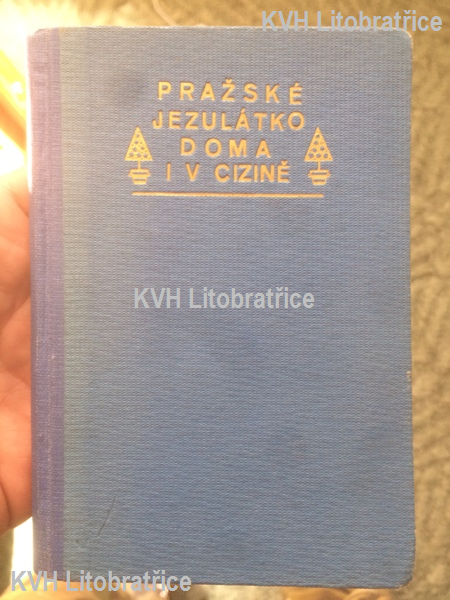 KVH Litobratřice
PRAŽSKÉ
JEZULÁTKO
DOMA
I V CIZINĚ
KVH Litobratřice
KVH Litobratřice